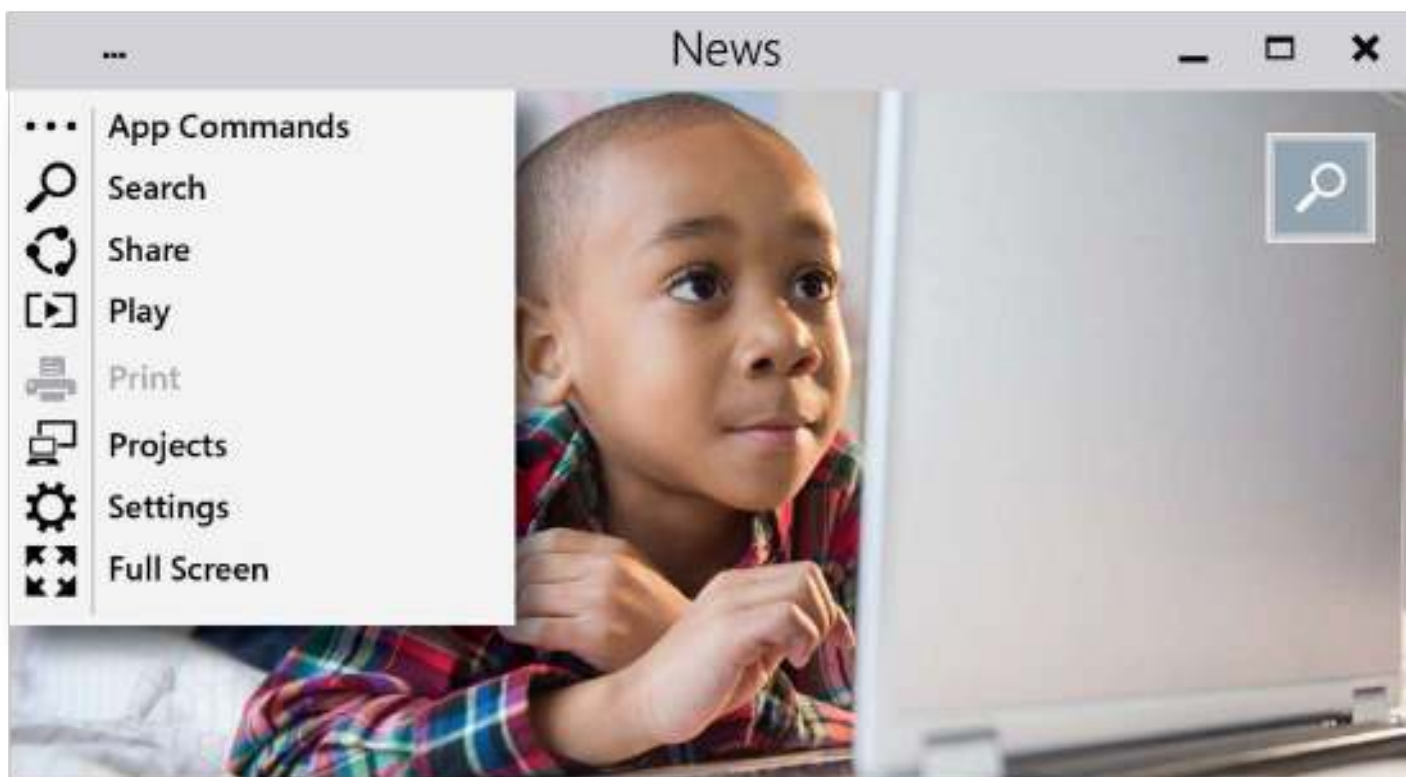 ... News
App Commands
Search
Share
Play
Print
Projects
Settings
Full Screen